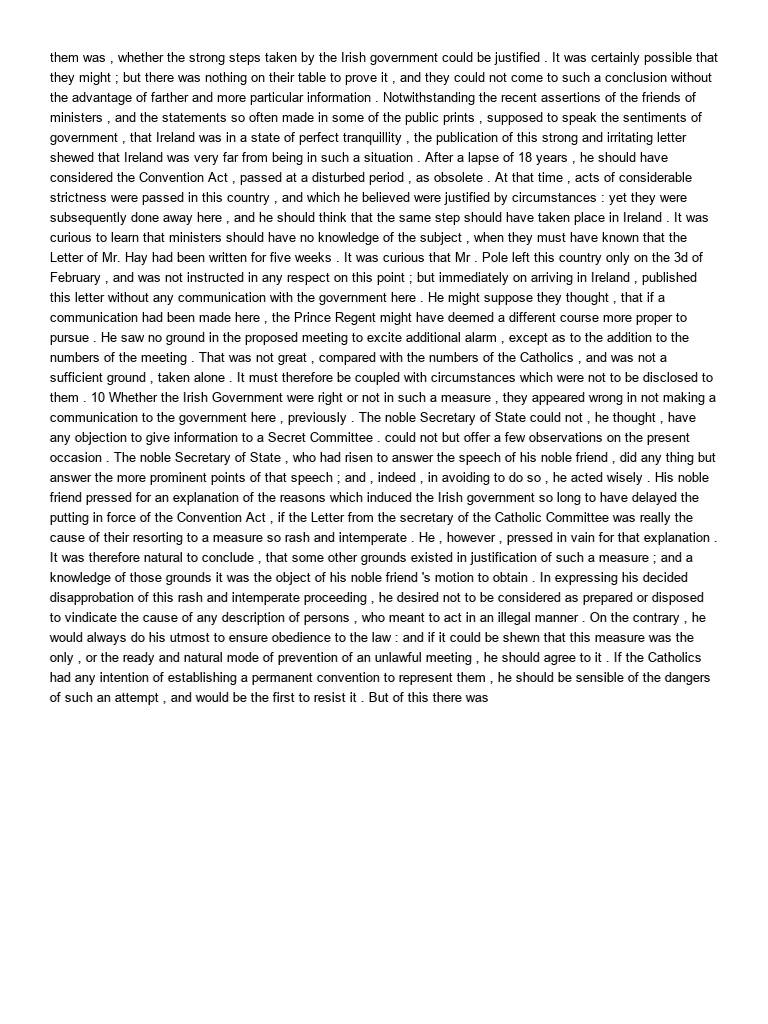 them was , whether the strong steps taken by the Irish government could be justified . It was certainly possible that
they might ; but there was nothing on their table to prove it , and they could not come to such a conclusion without
the advantage of farther and more particular information . Notwithstanding the recent assertions of the friends of
ministers , and the statements so often made in some of the public prints , supposed to speak the sentiments of
government , that Ireland was in a state of perfect tranquillity , the publication of this strong and irritating letter
shewed that Ireland was very far from being in such a situation . After a lapse of 18 years , he should have
considered the Convention Act , passed at a disturbed period , as obsolete . At that time , acts of considerable
strictness were passed in this country , and which he believed were justified by circumstances : yet they were
subsequently done away here , and he should think that the same step should have taken place in Ireland . It was
curious to learn that ministers should have no knowledge of the subject , when they must have known that the
Letter of Mr. Hay had been written for five weeks . It was curious that Mr . Pole left this country only on the 3d of
February , and was not instructed in any respect on this point ; but immediately on arriving in Ireland , published
this letter without any communication with the government here . He might suppose they thought , that if a
communication had been made here , the Prince Regent might have deemed a different course more proper to
pursue . He saw no ground in the proposed meeting to excite additional alarm , except as to the addition to the
numbers of the meeting . That was not great , compared with the numbers of the Catholics , and was not a
sufficient ground , taken alone . It must therefore be coupled with circumstances which were not to be disclosed to
them . 10 Whether the Irish Government were right or not in such a measure , they appeared wrong in not making a
communication to the government here , previously . The noble Secretary of State could not , he thought , have
any objection to give information to a Secret Committee . could not but offer a few observations on the present
occasion . The noble Secretary of State , who had risen to answer the speech of his noble friend , did any thing but
answer the more prominent points of that speech ; and , indeed , in avoiding to do so , he acted wisely . His noble
friend pressed for an explanation of the reasons which induced the Irish government so long to have delayed the
putting in force of the Convention Act , if the Letter from the secretary of the Catholic Committee was really the
cause of their resorting to a measure so rash and intemperate . He , however , pressed in vain for that explanation .
It was therefore natural to conclude , that some other grounds existed in justification of such a measure ; and a
knowledge of those grounds it was the object of his noble friend 's motion to obtain . In expressing his decided
disapprobation of this rash and intemperate proceeding , he desired not to be considered as prepared or disposed
to vindicate the cause of any description of persons , who meant to act in an illegal manner . On the contrary , he
would always do his utmost to ensure obedience to the law : and if it could be shewn that this measure was the
only , or the ready and natural mode of prevention of an unlawful meeting , he should agree to it . If the Catholics
had any intention of establishing a permanent convention to represent them , he should be sensible of the dangers
of such an attempt , and would be the first to resist it . But of this there was